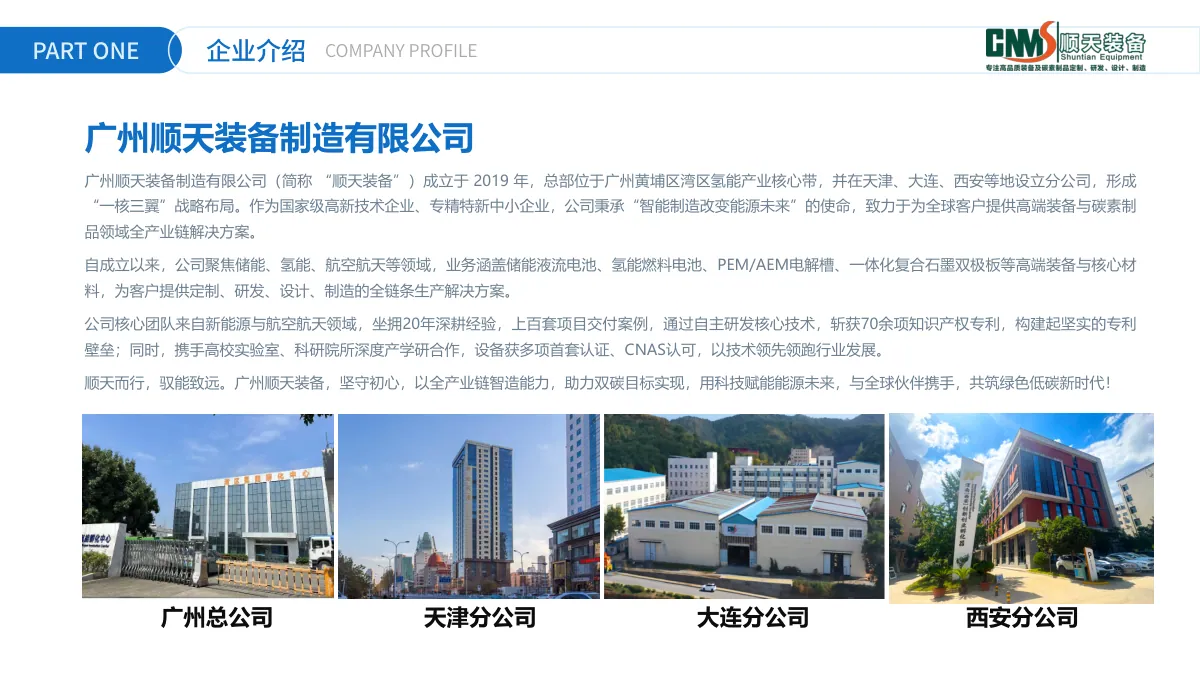 PART ONE
企业介绍
COMPANY PROFILE
CNMS顺天装备
Shuntian Equipment
专注高品质装备及碳素制品定制、研发、设计、制造
广州顺天装备制造有限公司
广州顺天装备制造有限公司（简称 “顺天装备”）成立于 2019 年，总部位于广州黄埔区湾区氢能产业核心带，并在天津、大连、西安等地设立分公司，形成
“一核三翼”战略布局。作为国家级高新技术企业、专精特新中小企业，公司秉承“智能制造改变能源未来”的使命，致力于为全球客户提供高端装备与碳素制
品领域全产业链解决方案。
自成立以来，公司聚焦储能、氢能、航空航天等领域，业务涵盖储能液流电池、氢能燃料电池、PEM/AEM电解槽、一体化复合石墨双极板等高端装备与核心材
料，为客户提供定制、研发、设计、制造的全链条生产解决方案。
公司核心团队来自新能源与航空航天领域，坐拥20年深耕经验，上百套项目交付案例，通过自主研发核心技术，斩获70余项知识产权专利，构建起坚实的专利
壁垒；同时，携手高校实验室、科研院所深度产学研合作，设备获多项首套认证、CNAS认可，以技术领先领跑行业发展。
顺天而行，驭能致远。广州顺天装备，坚守初心，以全产业链智造能力，助力双碳目标实现，用科技赋能能源未来，与全球伙伴携手，共筑绿色低碳新时代！
广州总公司
天津分公司
大连分公司
西安分公司